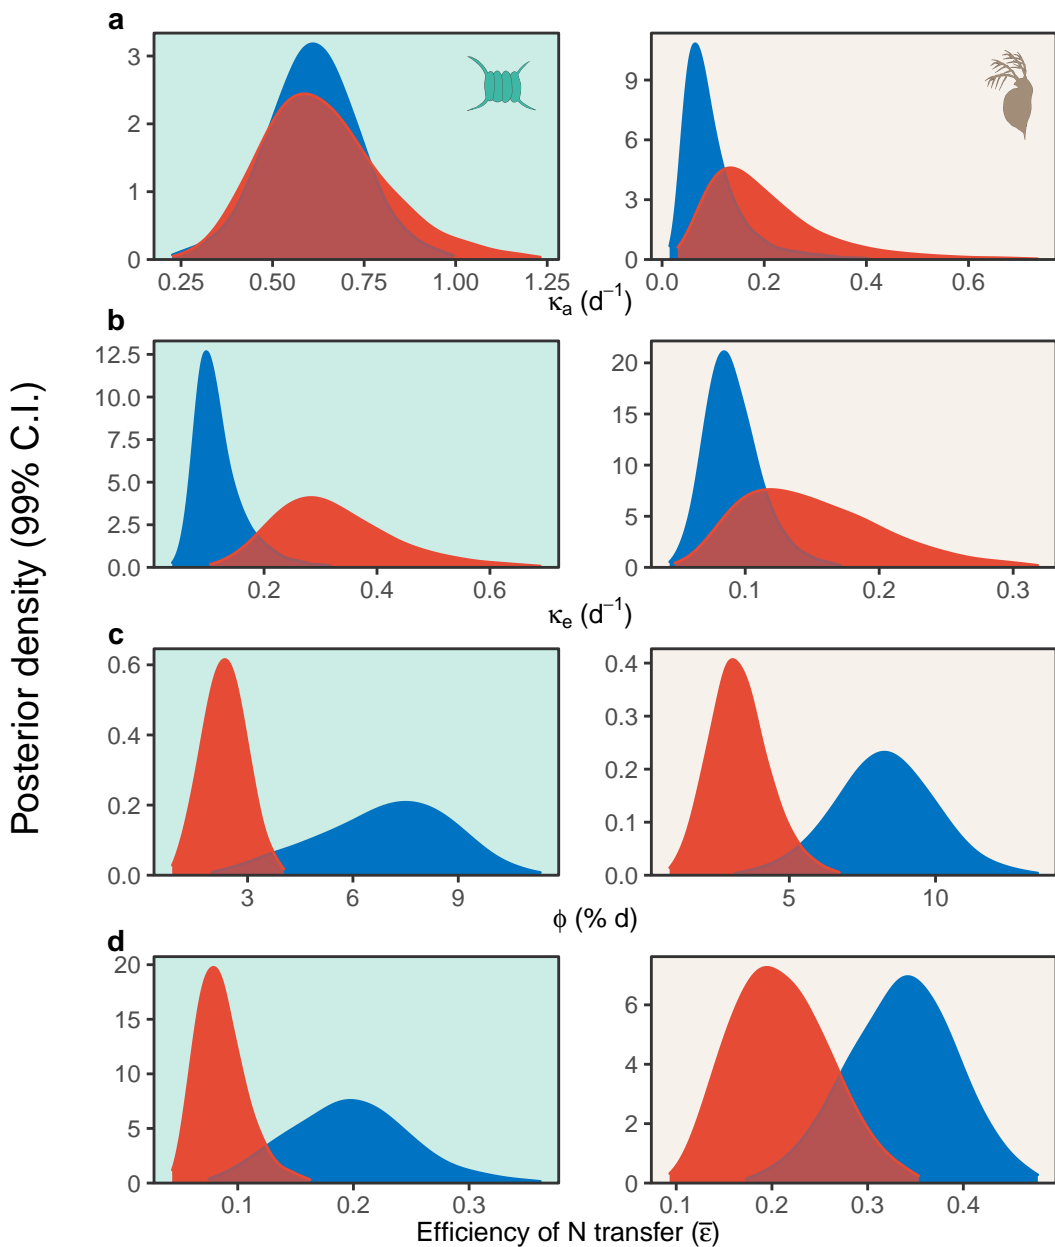 a
3
2
1
0
9
6
3
0
0.25 0.50 0.75 1.00 1.25
0.0 0.2 0.4 0.6
κa (d−1)
b
12.5
10.0
7.5
5.0
2.5
0.0
20
15
10
5
0
0.2 0.4 0.6
0.1 0.2 0.3
κe (d−1)
Posterior density (99% C.I.)
c
0.6
0.4
0.2
0.0
0.4
0.3
0.2
0.1
0.0
3 6 9
5 10
ϕ (% d)
d
20
15
10
5
0
6
4
2
0
0.1 0.2 0.3
0.1 0.2 0.3 0.4
Efficiency of N transfer (ε̅)